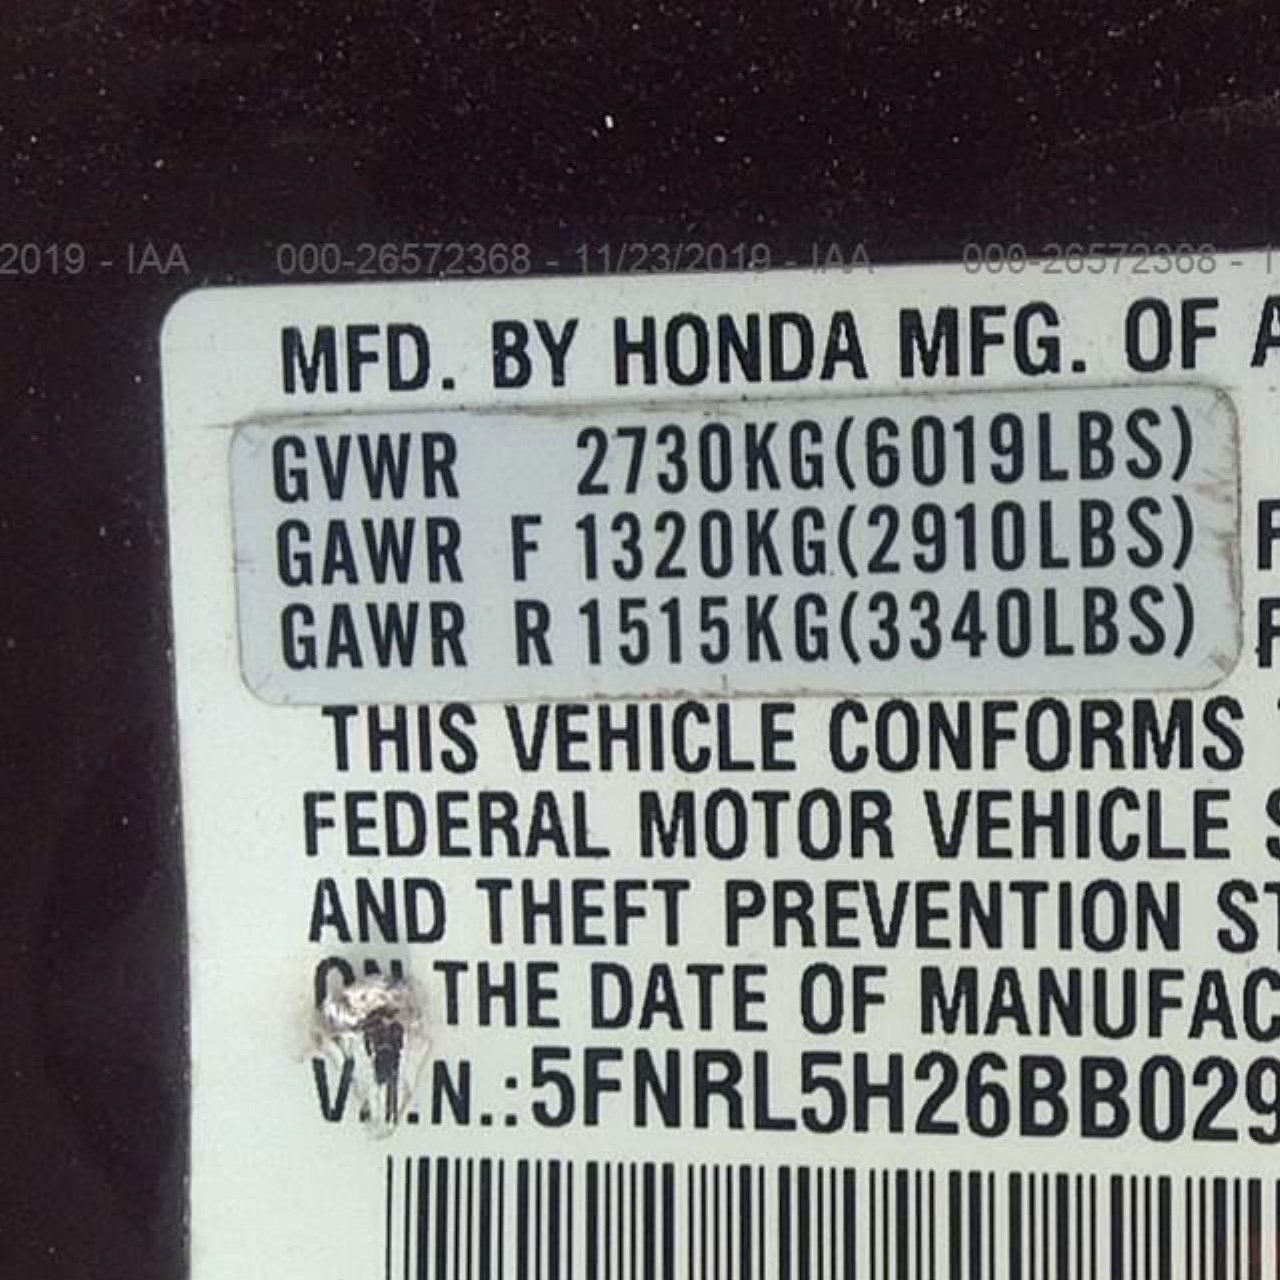 2019 - IAA 000-26572368 - 11/23/2019 - IAA 000-26572368 -
MFD. BY HONDA MFG. OF A
GVWR 2730KG(6019LBS)
GAWR F 1320KG(2910LBS)
GAWR R 1515KG(3340LBS)
THIS VEHICLE CONFORMS
FEDERAL MOTOR VEHICLE S
AND THEFT PREVENTION ST
ON THE DATE OF MANUFAC
V.I.N.:5FNRL5H26BB029